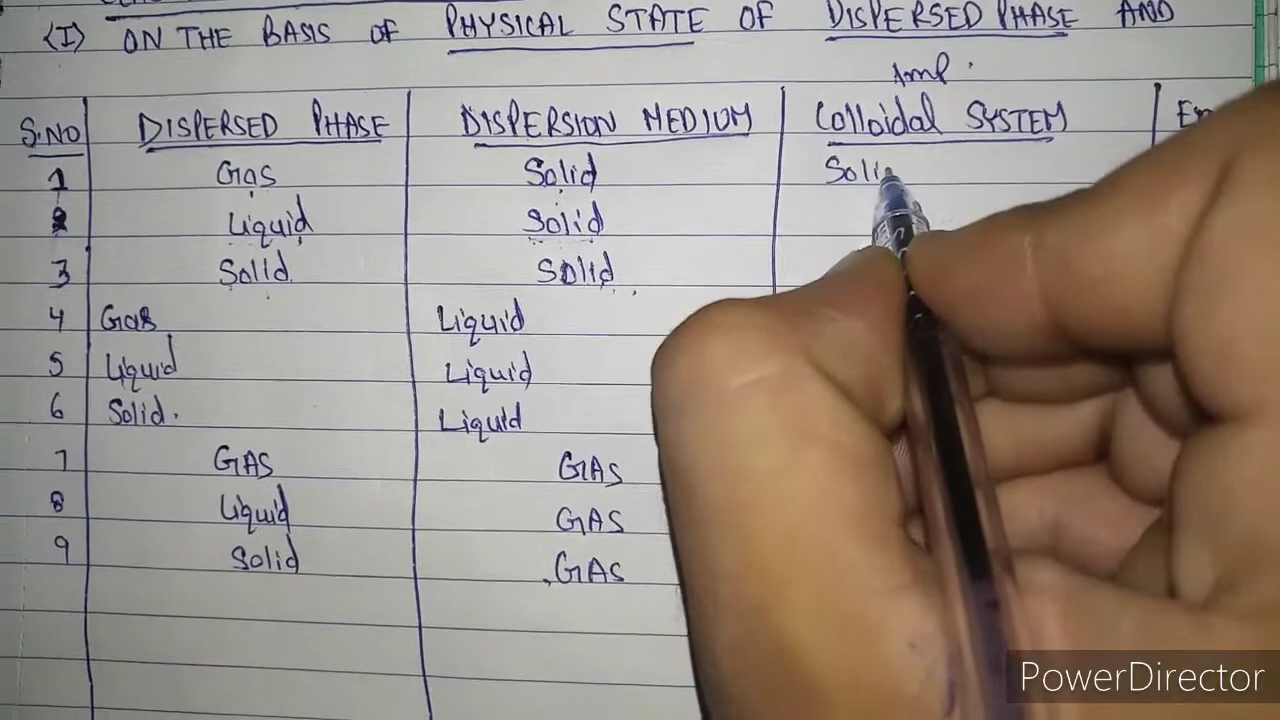 (I) ON THE BASIS OF PHYSICAL STATE OF DISPERSED PHASE AND
Amp.
S.NO DISPERSED PHASE DISPERSION MEDIUM Colloidal SYSTEM
1 Gas Solid Soli
2 Liquid Solid
3 Solid Solid
4 Gas Liquid
5 Liquid Liquid
6 Solid. Liquid
7 GAS GAS
8 Liquid GAS
9 Solid GAS
PowerDirector